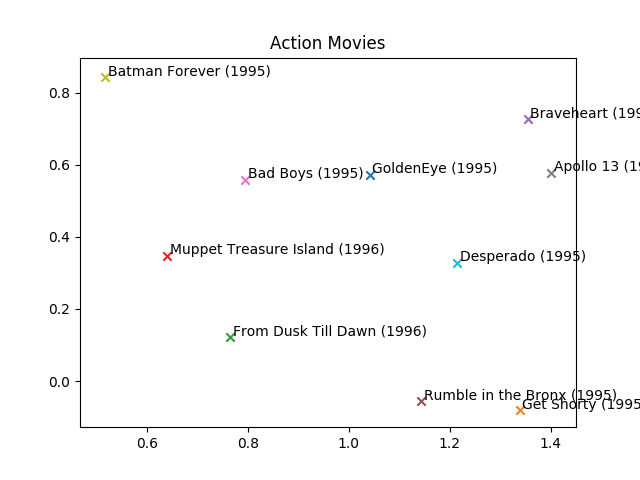 Action Movies
Batman Forever (1995)
Braveheart (199
Apollo 13 (19
GoldenEye (1995)
Bad Boys (1995)
Muppet Treasure Island (1996)
Desperado (1995)
From Dusk Till Dawn (1996)
Rumble in the Bronx (1995)
Get Shorty (1995
0.8
0.6
0.4
0.2
0.0
0.6
0.8
1.0
1.2
1.4